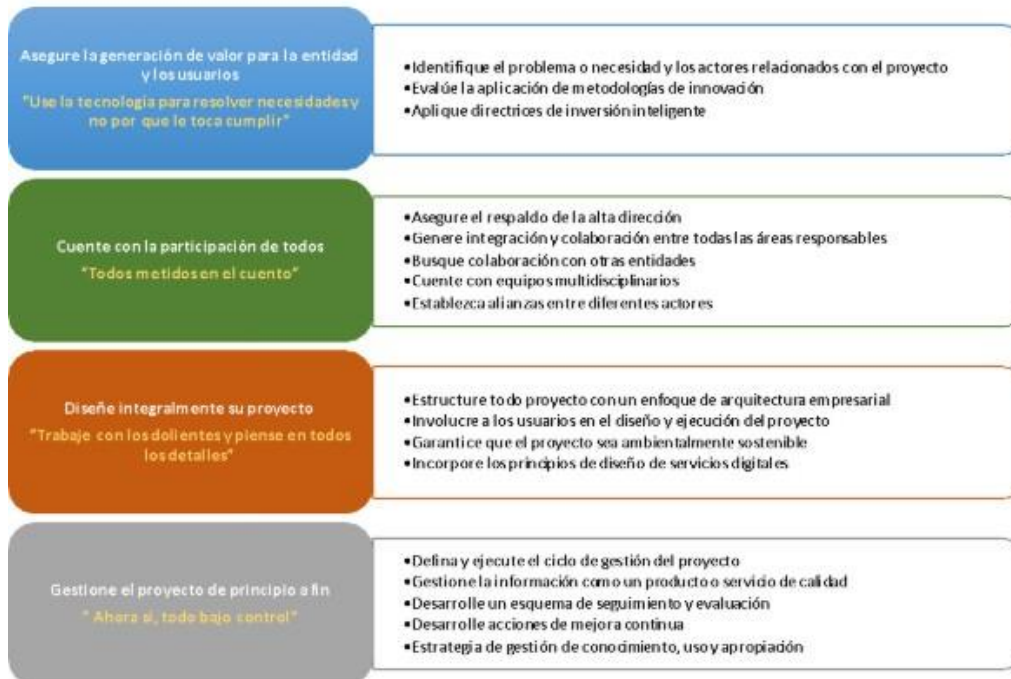 Asegure la generación de valor para la entidad
y los usuarios
"Use la tecnología para resolver necesidades y
no por que le toca cumplir"
•Identifique el problema o necesidad y los actores relacionados con el proyecto
•Evalúe la aplicación de metodologías de innovación
•Aplique directrices de inversión inteligente
Cuente con la participación de todos
"Todos metidos en el cuento"
•Asegure el respaldo de la alta dirección
•Genere integración y colaboración entre todas las áreas responsables
•Busque colaboración con otras entidades
•Cuente con equipos multidisciplinarios
•Establezca alianzas entre diferentes actores
Diseñe integralmente su proyecto
"Trabaje con los dolientes y piense en todos
los detalles"
•Estructure todo proyecto con un enfoque de arquitectura empresarial
•Involucre a los usuarios en el diseño y ejecución del proyecto
•Garantice que el proyecto sea ambientalmente sostenible
•Incorpore los principios de diseño de servicios digitales
Gestione el proyecto de principio a fin
" Ahora si, todo bajo control"
•Defina y ejecute el ciclo de gestión del proyecto
•Gestione la información como un producto o servicio de calidad
•Desarrolle un esquema de seguimiento y evaluación
•Desarrolle acciones de mejora continua
•Estrategia de gestión de conocimiento, uso y apropiación